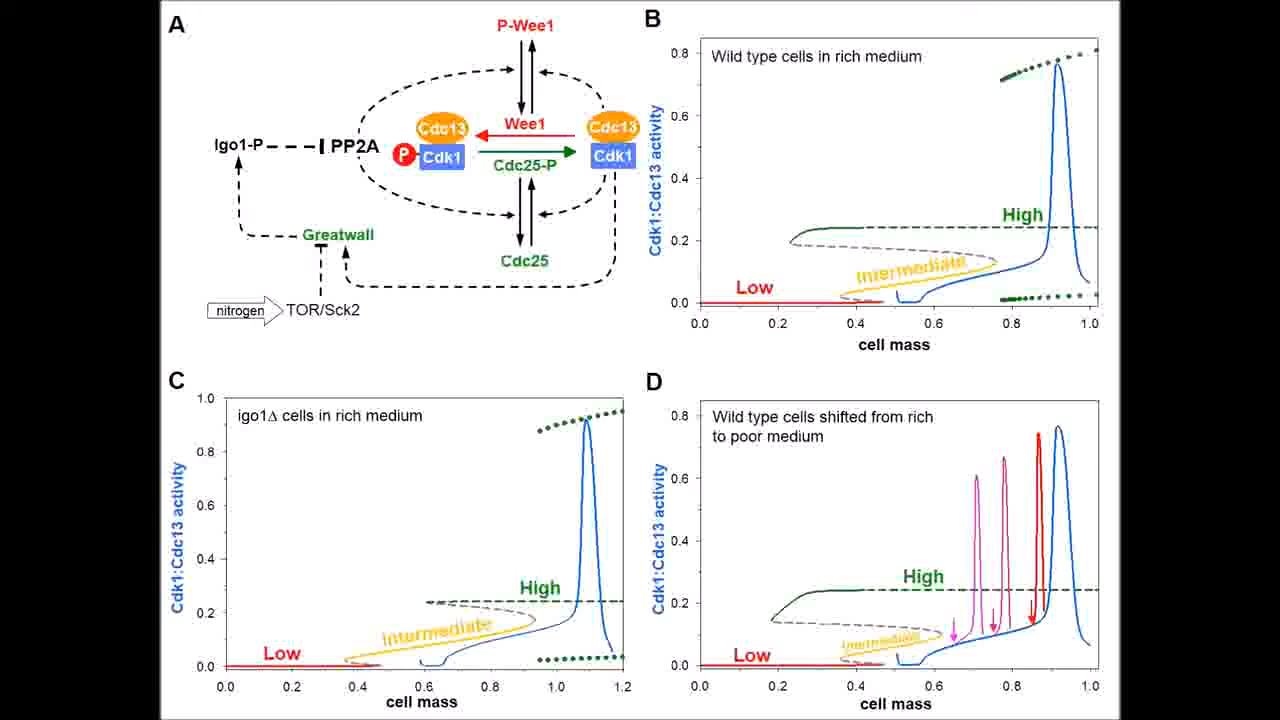 A
P-Wee1
Wee1
Cdc13
Cdc13
P
Cdk1
Cdk1
Cdc25-P
Cdc25
Igo1-P
PP2A
Greatwall
nitrogen
TOR/Sck2
B
Wild type cells in rich medium
Cdk1:Cdc13 activity
0.8
0.6
0.4
0.2
0.0
High
Intermediate
Low
0.0 0.2 0.4 0.6 0.8 1.0
cell mass
C
igo1Δ cells in rich medium
Cdk1:Cdc13 activity
1.0
0.8
0.6
0.4
0.2
0.0
High
Intermediate
Low
0.0 0.2 0.4 0.6 0.8 1.0 1.2
cell mass
D
Wild type cells shifted from rich
to poor medium
Cdk1:Cdc13 activity
0.8
0.6
0.4
0.2
0.0
High
Intermediate
Low
0.0 0.2 0.4 0.6 0.8 1.0
cell mass